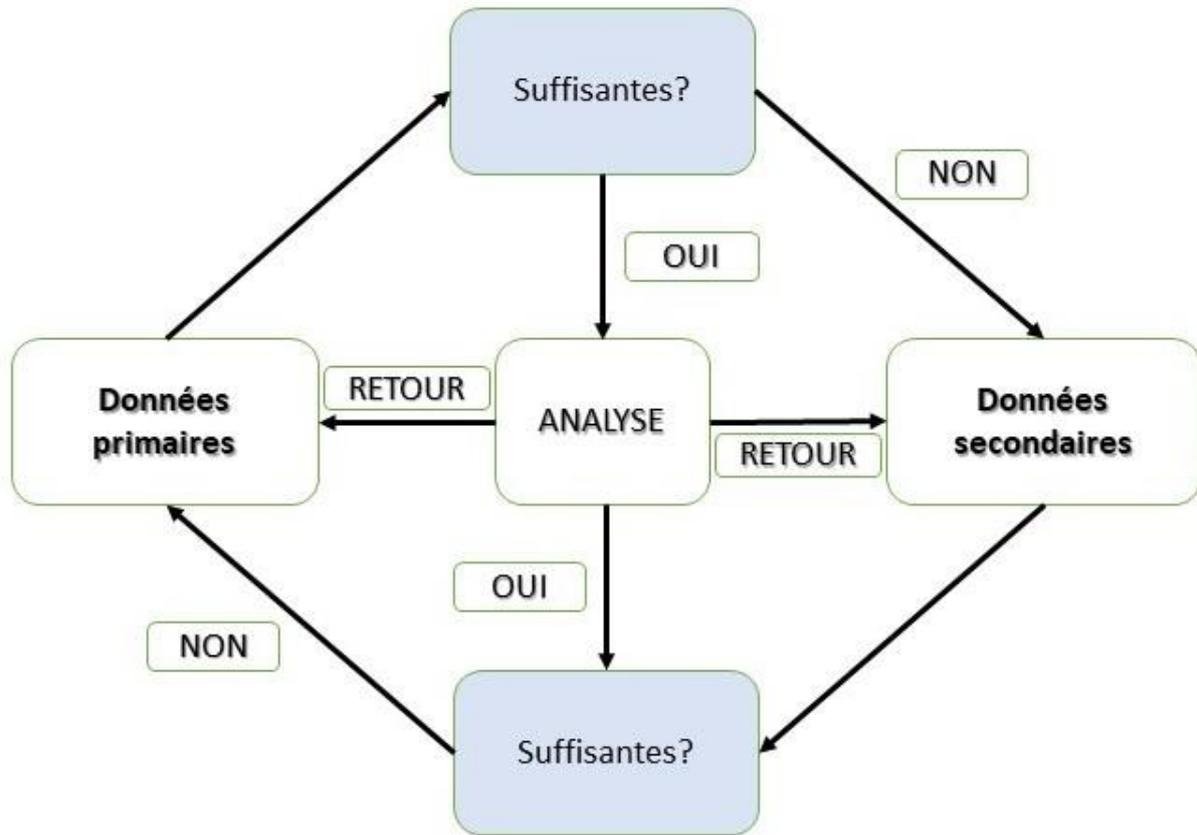 Suffisantes?
NON
OUI
Données
primaires
RETOUR
ANALYSE
RETOUR
Données
secondaires
OUI
NON
Suffisantes?